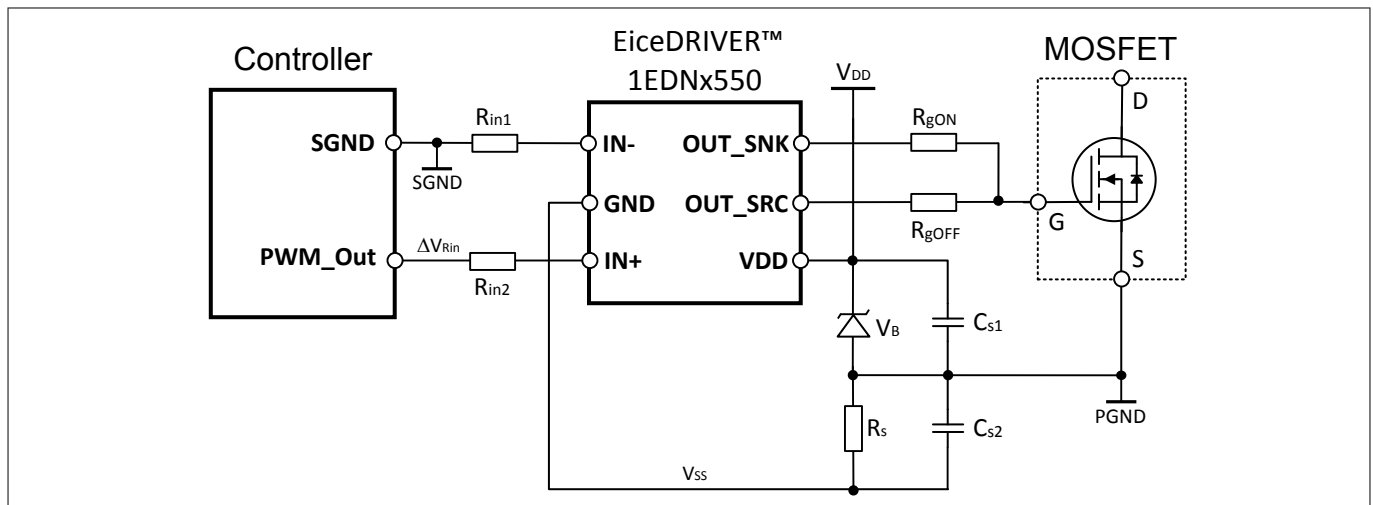 Controller
EiceDRIVER™
1EDNx550
MOSFET
VDD
D
Rin1
RgON
SGND
IN-
OUT_SNK
SGND
GND
OUT_SRC
G
RgOFF
ΔVRin
PWM_Out
IN+
VDD
S
Rin2
VB
Cs1
PGND
Rs
Cs2
VSS